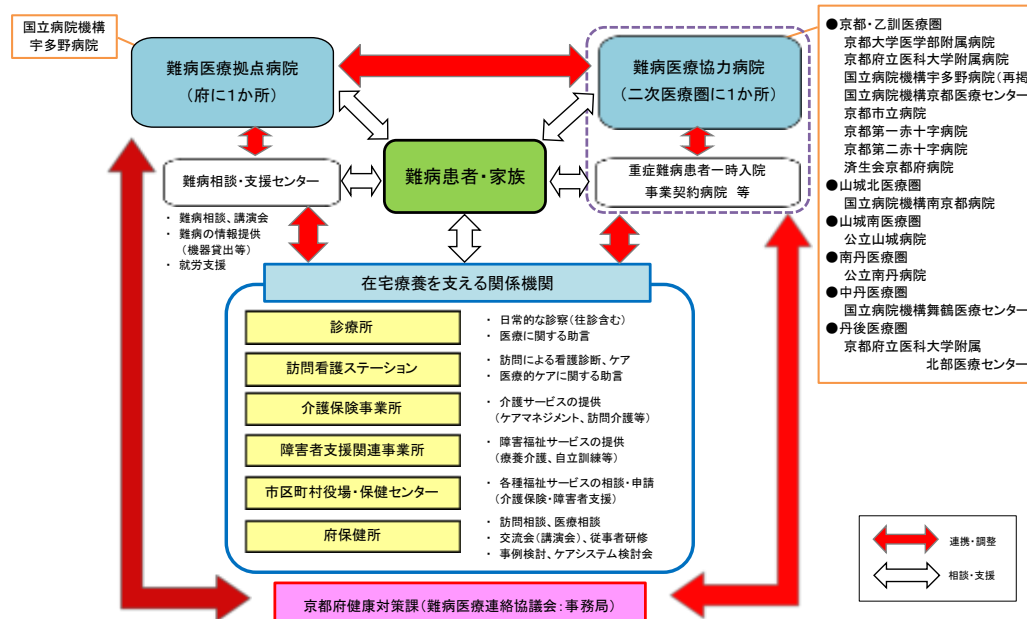 国立病院機構
宇多野病院
難病医療拠点病院
（府に1か所）
難病医療協力病院
（二次医療圏に1か所）
●京都・乙訓医療圏
京都大学医学部附属病院
京都府立医科大学附属病院
国立病院機構宇多野病院（再掲
国立病院機構京都医療センター
京都市立病院
京都第一赤十字病院
京都第二赤十字病院
済生会京都府病院
●山城北医療圏
国立病院機構南京都病院
●山城南医療圏
公立山城病院
●南丹医療圏
公立南丹病院
●中丹医療圏
国立病院機構舞鶴医療センター
●丹後医療圏
京都府立医科大学附属
北部医療センター
難病相談・支援センター
難病患者・家族
重症難病患者一時入院
事業契約病院 等
・ 難病相談、講演会
・ 難病の情報提供
（機器貸出等）
・ 就労支援
在宅療養を支える関係機関
診療所
・ 日常的な診察（往診含む）
・ 医療に関する助言
訪問看護ステーション
・ 訪問による看護診断、ケア
・ 医療的ケアに関する助言
介護保険事業所
・ 介護サービスの提供
（ケアマネジメント、訪問介護等）
障害者支援関連事業所
・ 障害福祉サービスの提供
（療養介護、自立訓練等）
市区町村役場・保健センター
・ 各種福祉サービスの相談・申請
（介護保険・障害者支援）
府保健所
・ 訪問相談、医療相談
・ 交流会（講演会）、従事者研修
・ 事例検討、ケアシステム検討会
連携・調整
相談・支援
京都府健康対策課（難病医療連絡協議会：事務局）